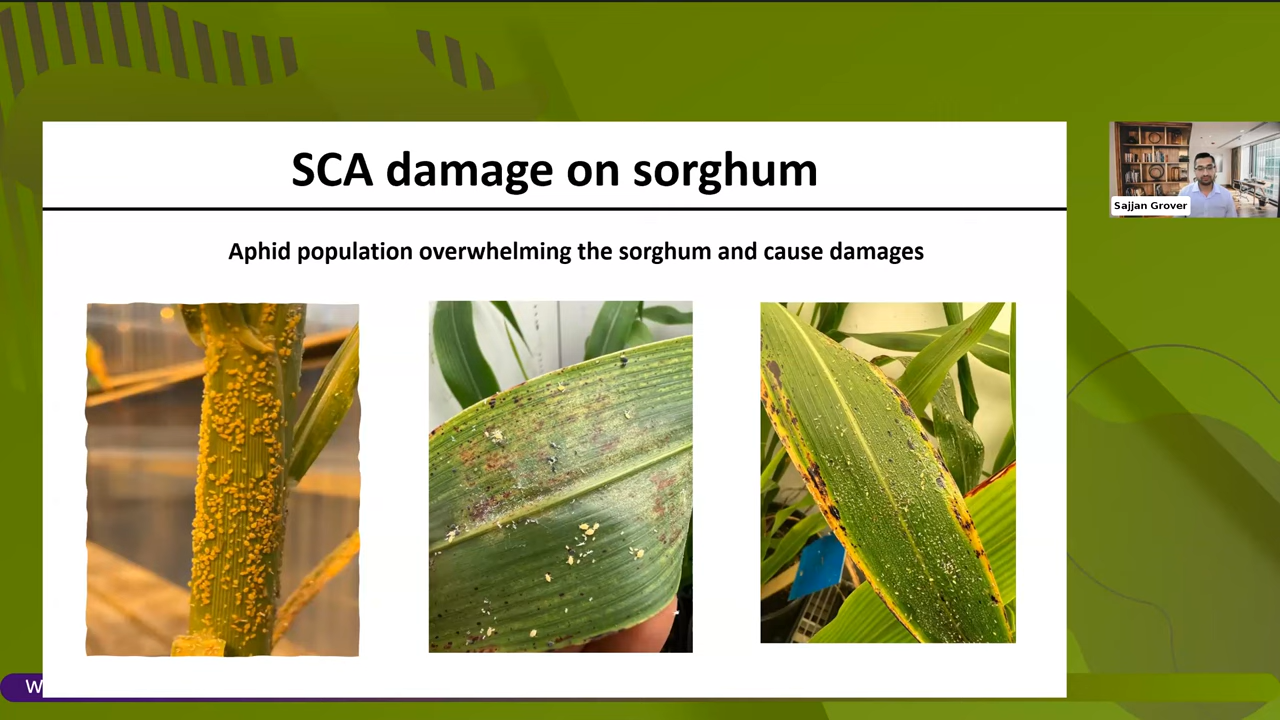 SCA damage on sorghum
Sajjan Grover
Aphid population overwhelming the sorghum and cause damages
W